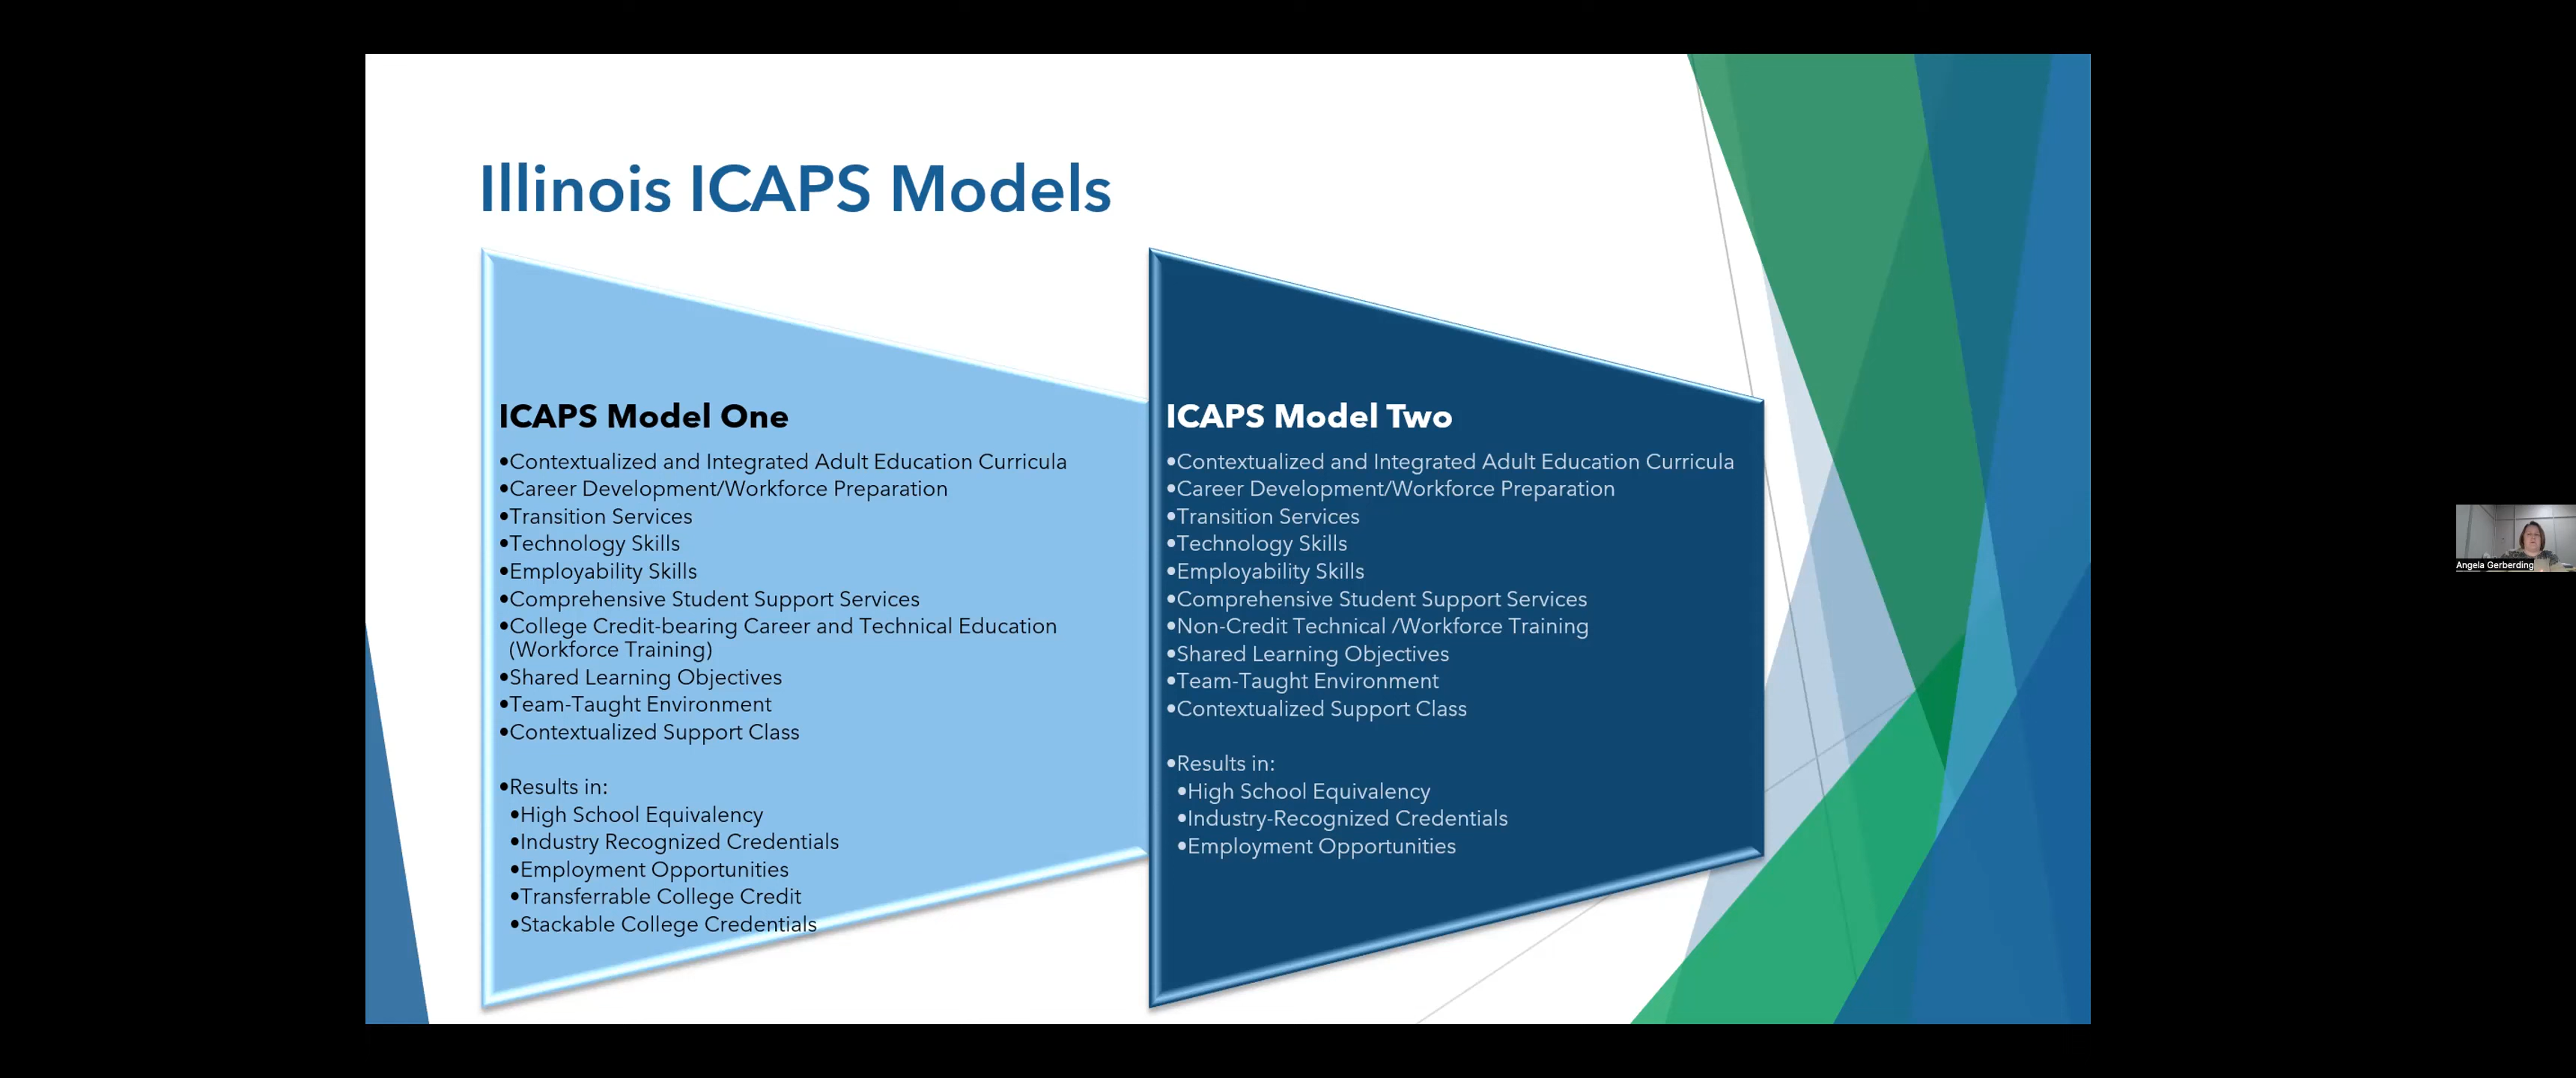 Illinois ICAPS Models
ICAPS Model One
•Contextualized and Integrated Adult Education Curricula
•Career Development/Workforce Preparation
•Transition Services
•Technology Skills
•Employability Skills
•Comprehensive Student Support Services
•College Credit-bearing Career and Technical Education
(Workforce Training)
•Shared Learning Objectives
•Team-Taught Environment
•Contextualized Support Class
•Results in:
•High School Equivalency
•Industry Recognized Credentials
•Employment Opportunities
•Transferrable College Credit
•Stackable College Credentials
ICAPS Model Two
•Contextualized and Integrated Adult Education Curricula
•Career Development/Workforce Preparation
•Transition Services
•Technology Skills
•Employability Skills
•Comprehensive Student Support Services
•Non-Credit Technical /Workforce Training
•Shared Learning Objectives
•Team-Taught Environment
•Contextualized Support Class
•Results in:
•High School Equivalency
•Industry-Recognized Credentials
•Employment Opportunities
Angela Gerberding